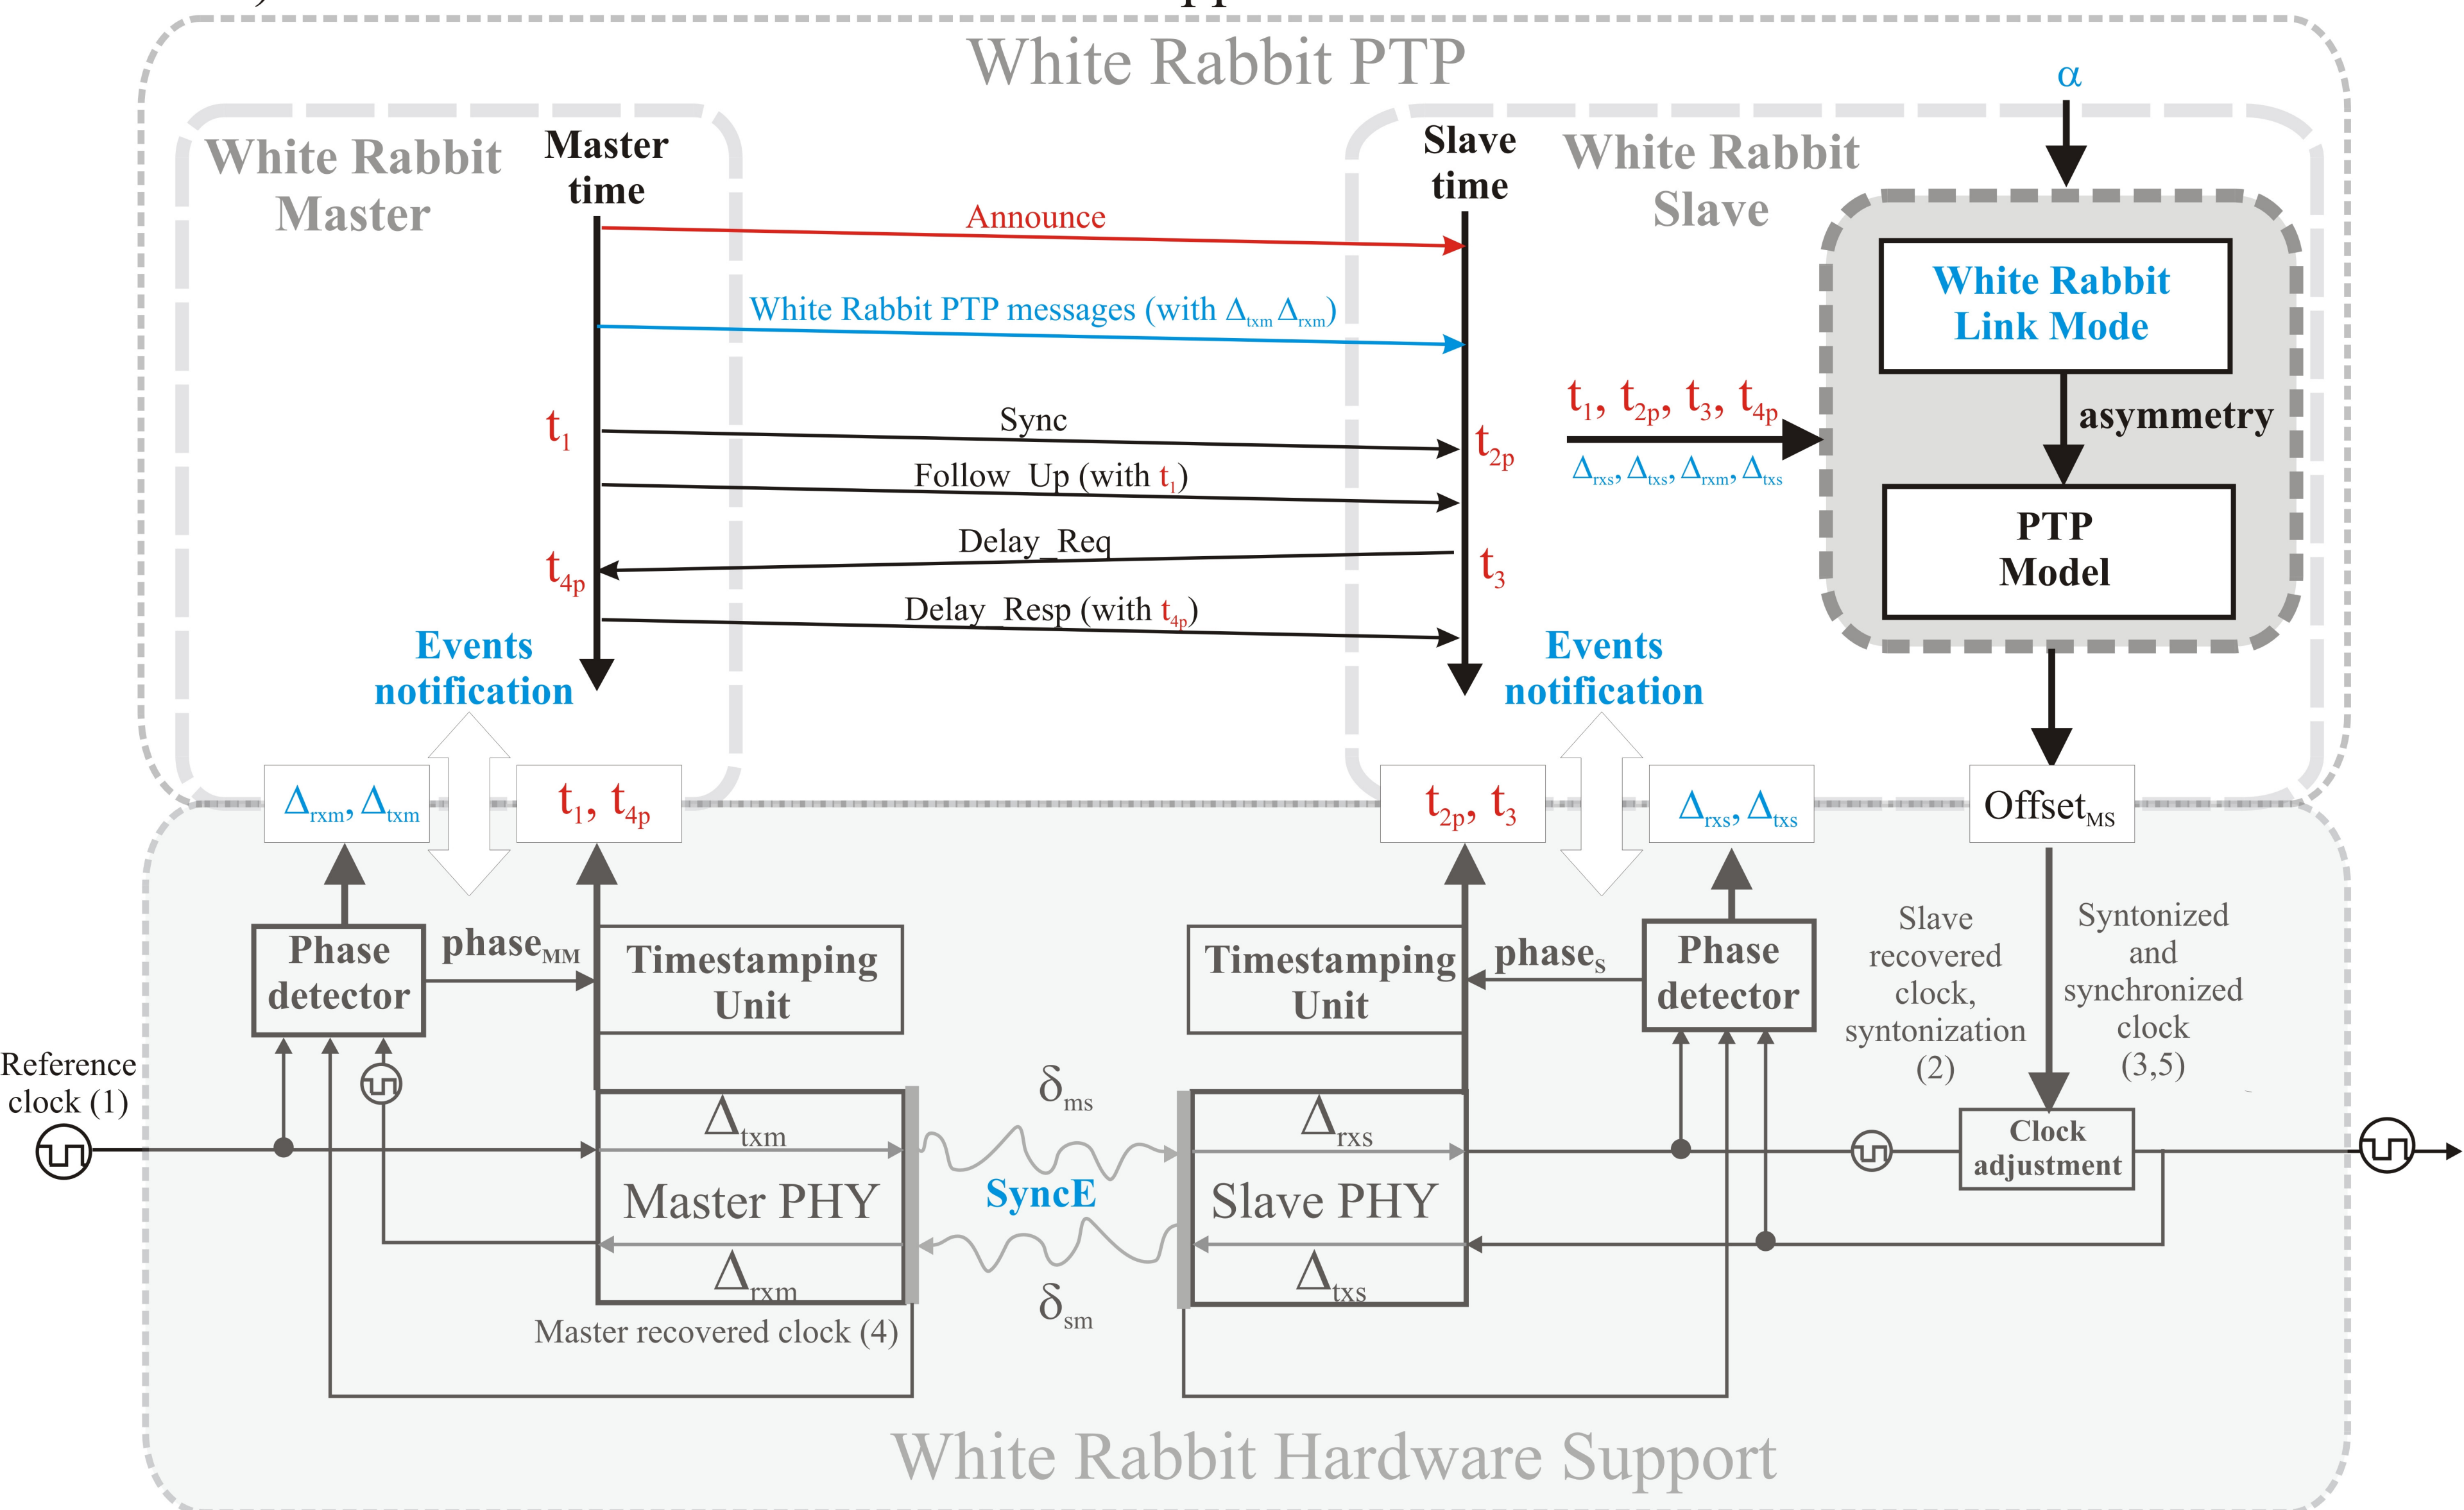 White Rabbit PTP
α
White Rabbit
Master
Master
time
Slave
time
White Rabbit
Slave
Announce
White Rabbit PTP messages (with Δtxm Δrxm)
White Rabbit
Link Mode
asymmetry
PTP
Model
t1
Sync
t2p
Follow_Up (with t1)
Delay_Req
t4p
t3
Delay_Resp (with t4p)
t1, t2p, t3, t4p
Δrxs, Δtxs, Δrxm, Δtxs
Events
notification
Events
notification
Δrxm, Δtxm
t1, t4p
t2p, t3
Δrxs, Δtxs
OffsetMS
Phase
detector
phaseMM
Timestamping
Unit
Timestamping
Unit
phaseS
Phase
detector
Slave
recovered
clock,
syntonization
(2)
Syntonized
and
synchronized
clock
(3,5)
Reference
clock (1)
Δtxm
Master PHY
Δrxm
δms
SyncE
δsm
Δrxs
Slave PHY
Δtxs
Clock
adjustment
Master recovered clock (4)
White Rabbit Hardware Support